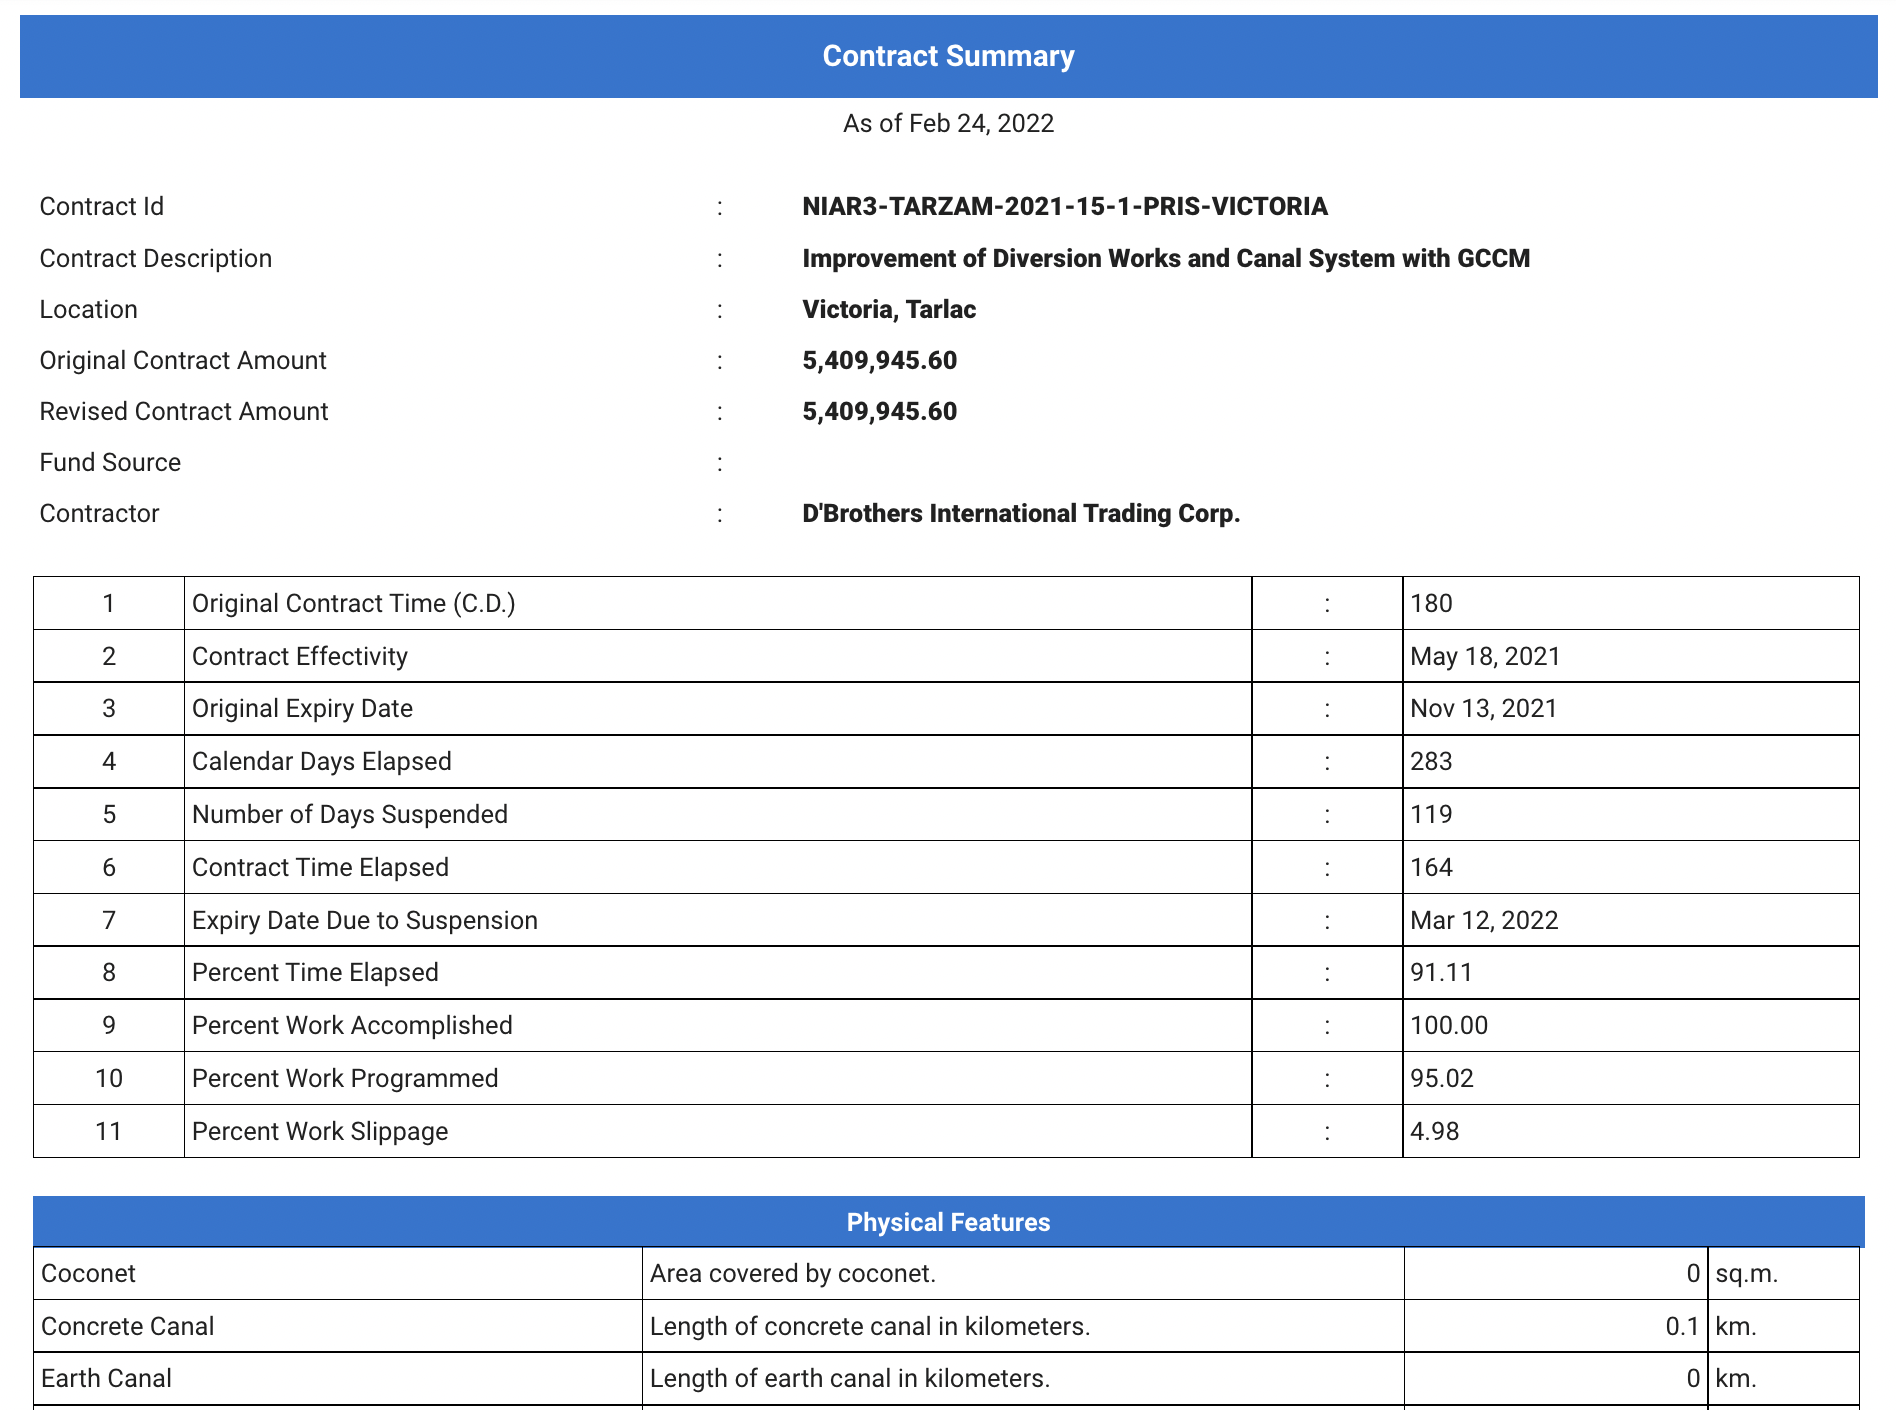 Contract Summary
As of Feb 24, 2022
Contract Id : NIAR3-TARZAM-2021-15-1-PRIS-VICTORIA
Contract Description : Improvement of Diversion Works and Canal System with GCCM
Location : Victoria, Tarlac
Original Contract Amount : 5,409,945.60
Revised Contract Amount : 5,409,945.60
Fund Source :
Contractor : D'Brothers International Trading Corp.
1 Original Contract Time (C.D.) : 180
2 Contract Effectivity : May 18, 2021
3 Original Expiry Date : Nov 13, 2021
4 Calendar Days Elapsed : 283
5 Number of Days Suspended : 119
6 Contract Time Elapsed : 164
7 Expiry Date Due to Suspension : Mar 12, 2022
8 Percent Time Elapsed : 91.11
9 Percent Work Accomplished : 100.00
10 Percent Work Programmed : 95.02
11 Percent Work Slippage : 4.98
Physical Features
Coconet Area covered by coconet. 0 sq.m.
Concrete Canal Length of concrete canal in kilometers. 0.1 km.
Earth Canal Length of earth canal in kilometers. 0 km.